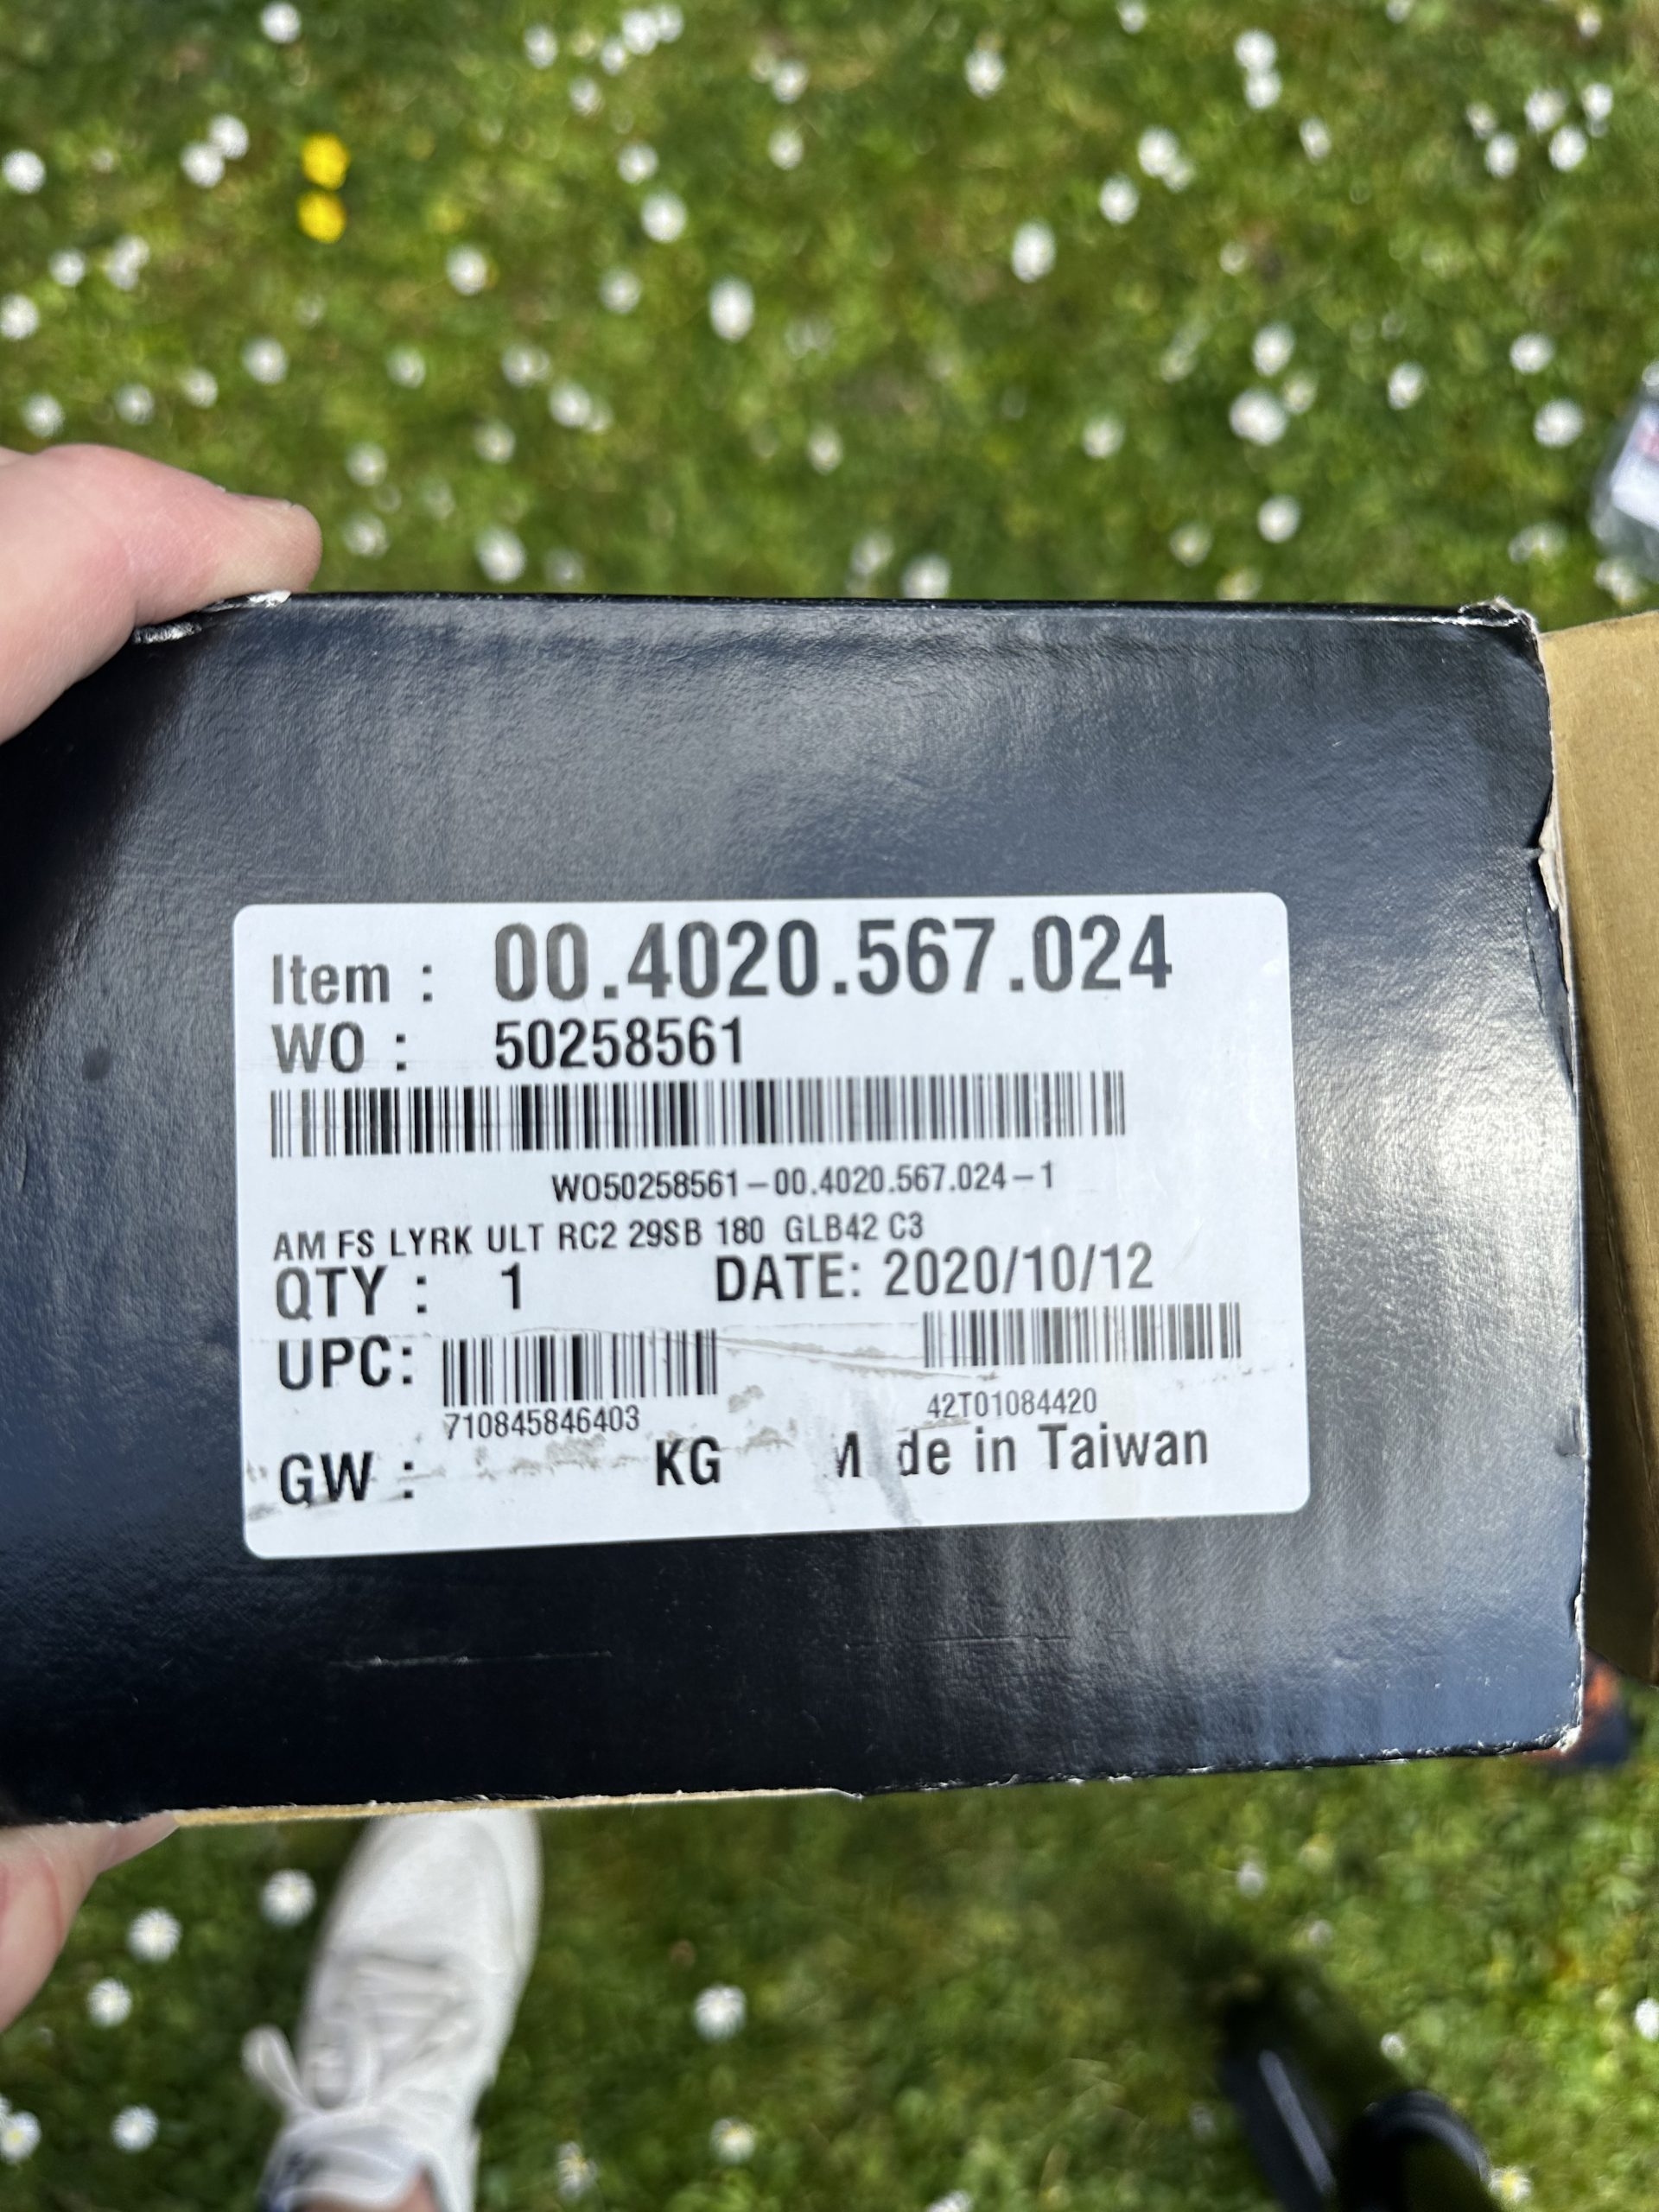 Item : 00.4020.567.024
WO : 50258561
WO50258561-00.4020.567.024-1
AM FS LYRK ULT RC2 29SB 180 GLB42 C3
QTY : 1 DATE: 2020/10/12
UPC:
710845846403
42T01084420
GW : KG M de in Taiwan